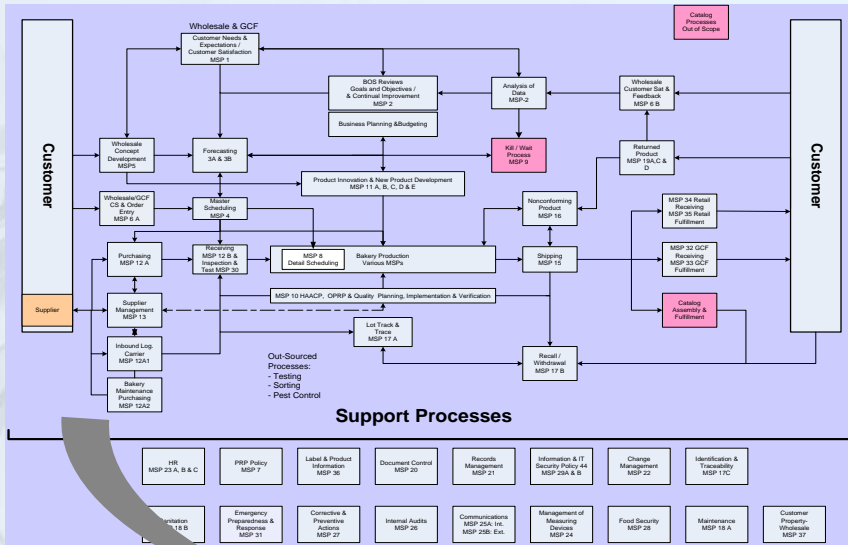 Wholesale & GCF
Catalog
Processes
Out of Scope
Customer
Customer Needs &
Expectations /
Customer Satisfaction
MSP 1
BOS Reviews
Goals and Objectives /
& Continual Improvement
MSP 2
Analysis of
Data
MSP-2
Wholesale
Customer Sat &
Feedback
MSP 6 B
Customer
Business Planning &Budgeting
Wholesale
Concept
Development
MSP5
Forecasting
3A & 3B
Kill / Wait
Process
MSP 9
Returned
Product
MSP 19A,C &
D
Product Innovation & New Product Development
MSP 11 A, B, C, D & E
Wholesale/GCF
CS & Order
Entry
MSP 6 A
Master
Scheduling
MSP 4
Nonconforming
Product
MSP 16
MSP 34 Retail
Receiving
MSP 35 Retail
Fulfillment
Purchasing
MSP 12 A
Receiving
MSP 12 B &
Inspection &
Test MSP 30
MSP 8
Detail Scheduling
Bakery Production
Various MSPs
Shipping
MSP 15
MSP 32 GCF
Receiving
MSP 33 GCF
Fulfillment
Supplier
Supplier
Management
MSP 13
MSP 10 HAACP, OPRP & Quality Planning, Implementation & Verification
Catalog
Assembly &
Fulfillment
Lot Track &
Trace
MSP 17 A
Inbound Log.
Carrier
MSP 12A1
Out-Sourced
Processes:
- Testing
- Sorting
- Pest Control
Recall /
Withdrawal
MSP 17 B
Bakery
Maintenance
Purchasing
MSP 12A2
Support Processes
HR
MSP 23 A, B & C
PRP Policy
MSP 7
Label & Product
Information
MSP 36
Document Control
MSP 20
Records
Management
MSP 21
Information & IT
Security Policy 44
MSP 29A & B
Change
Management
MSP 22
Identification &
Traceability
MSP 17C
18 B
Emergency
Preparedness &
Response
MSP 31
Corrective &
Preventive
Actions
MSP 27
Internal Audits
MSP 26
Communications
MSP 25A: Int.
MSP 25B: Ext.
Management of
Measuring
Devices
MSP 24
Food Security
MSP 28
Maintenance
MSP 18 A
Customer
Property-
Wholesale
MSP 37